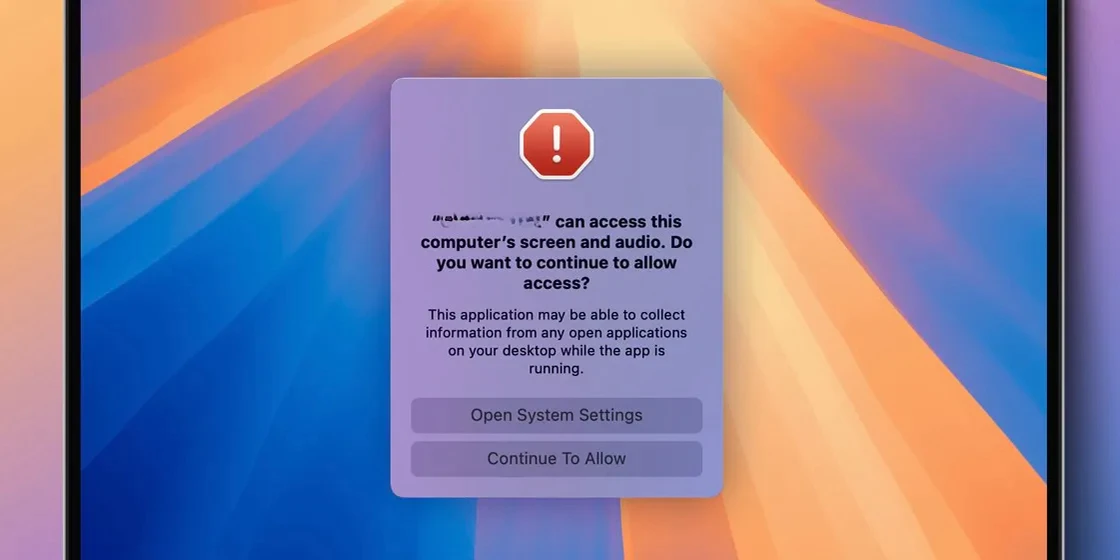 can access this
computer’s screen and audio. Do
you want to continue to allow
access?
This application may be able to collect
information from any open applications
on your desktop while the app is
running.
Open System Settings
Continue To Allow